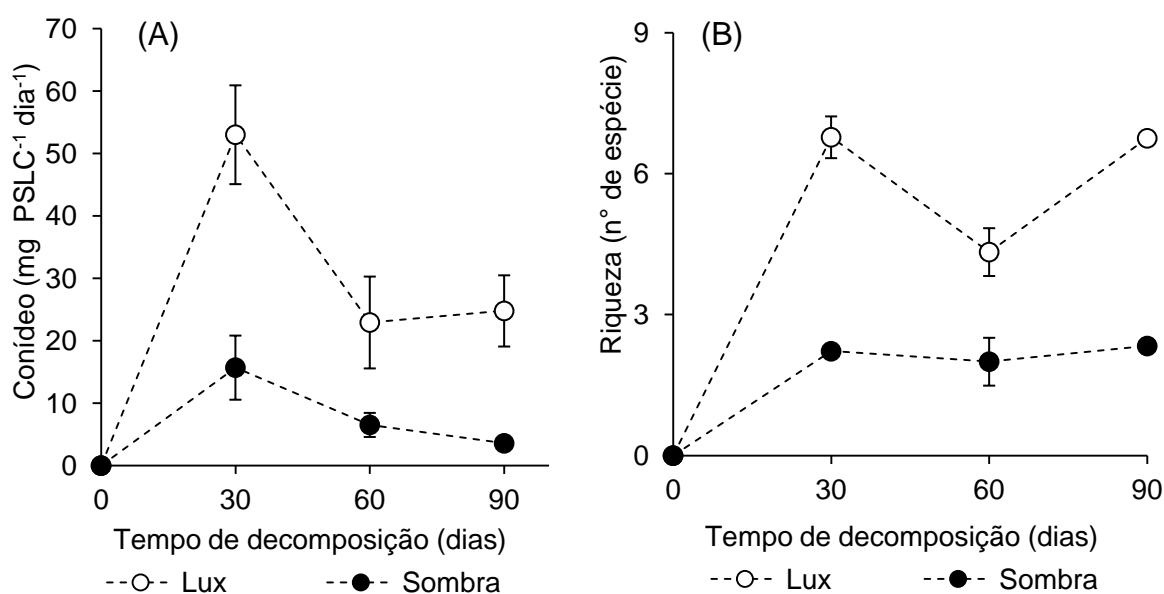 (A)
Conídeo (mg PSLC⁻¹ dia⁻¹)
70
60
50
40
30
20
10
0
0 30 60 90
Tempo de decomposição (dias)
Lux Sombra
(B)
Riqueza (n° de espécie)
9
6
3
0
0 30 60 90
Tempo de decomposição (dias)
Lux Sombra